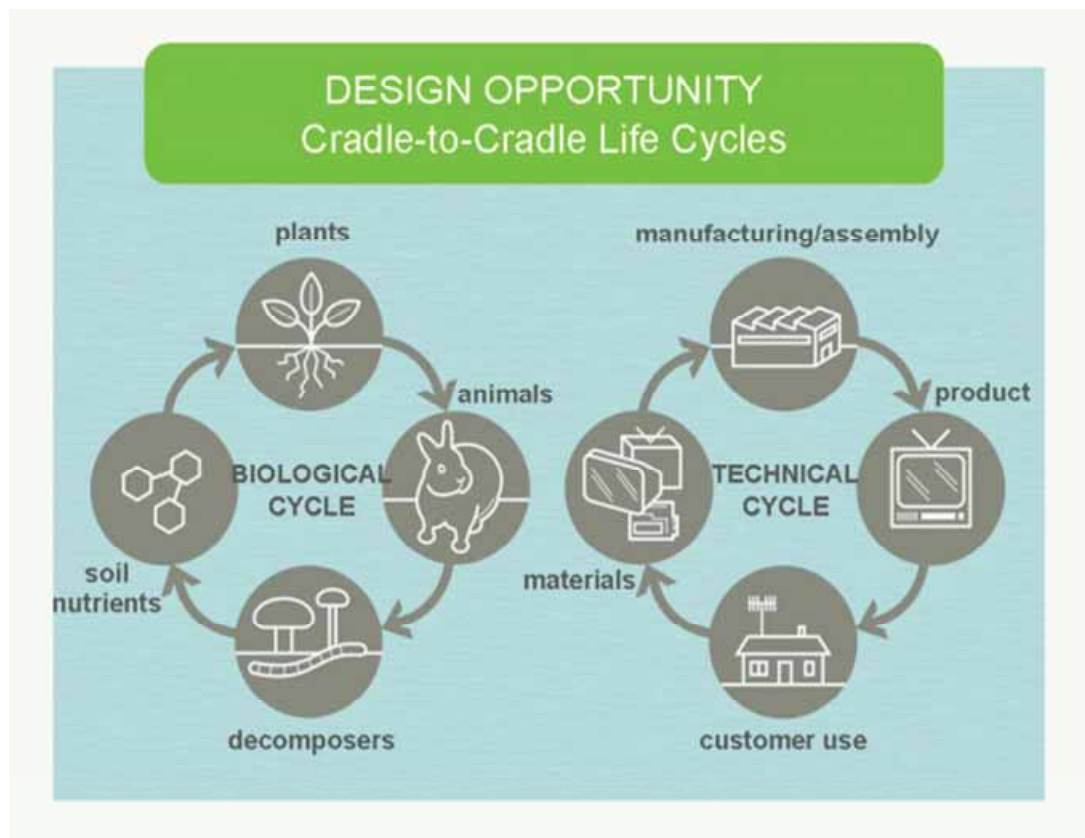 DESIGN OPPORTUNITY
Cradle-to-Cradle Life Cycles
plants
animals
BIOLOGICAL
CYCLE
soil
nutrients
decomposers
manufacturing/assembly
product
TECHNICAL
CYCLE
materials
customer use